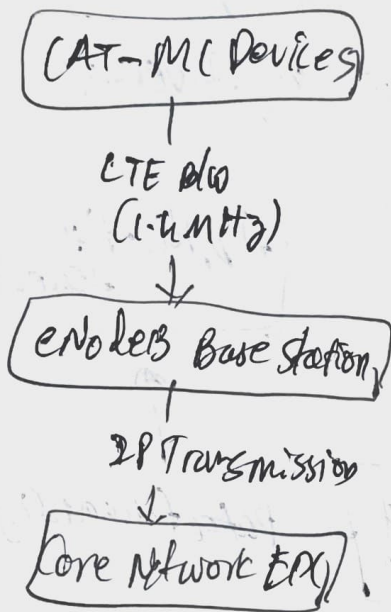 CAT-M1 Devices
LTE B/W
(1.4MHz)
eNodeB Base Station
IP Transmission
Core Network EPC